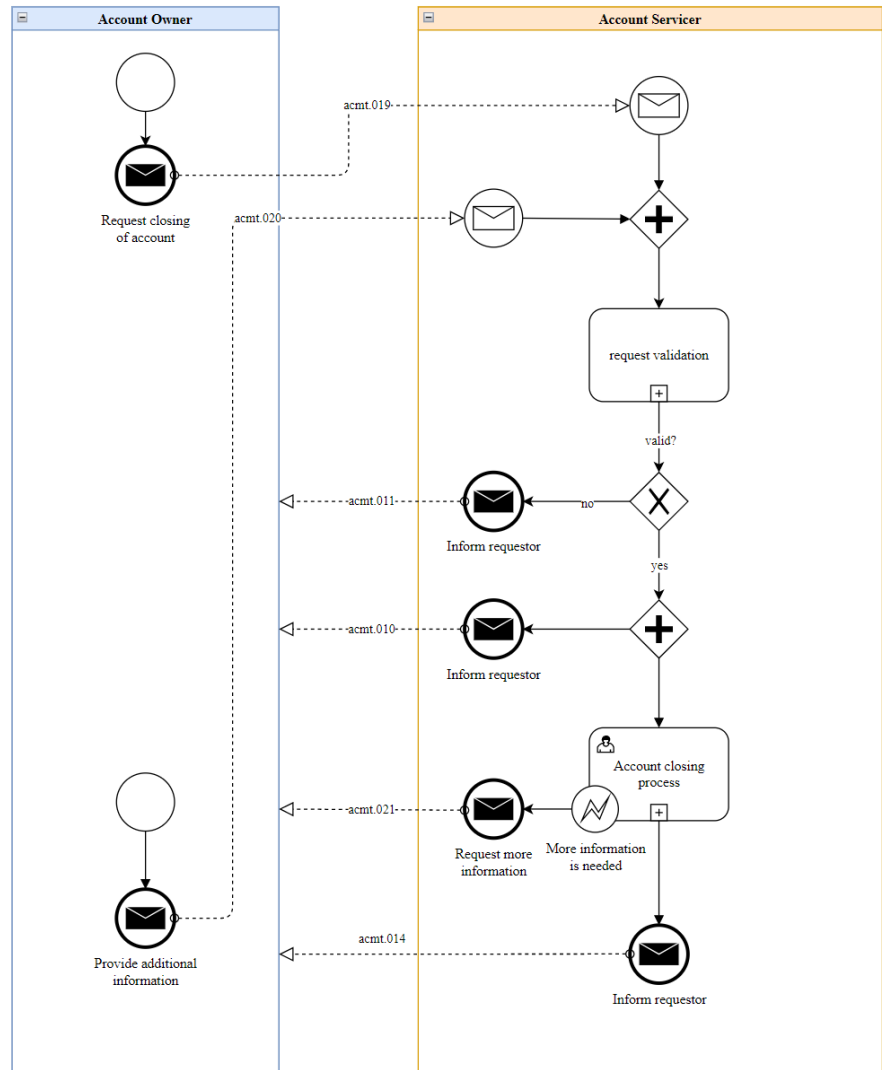 Account Owner
Account Servicer
acmt.019
Request closing
of account
acmt.020
request validation
valid?
acmt.011
no
Inform requestor
yes
acmt.010
Inform requestor
Account closing
process
acmt.021
Request more
information
More information
is needed
acmt.014
Provide additional
information
Inform requestor